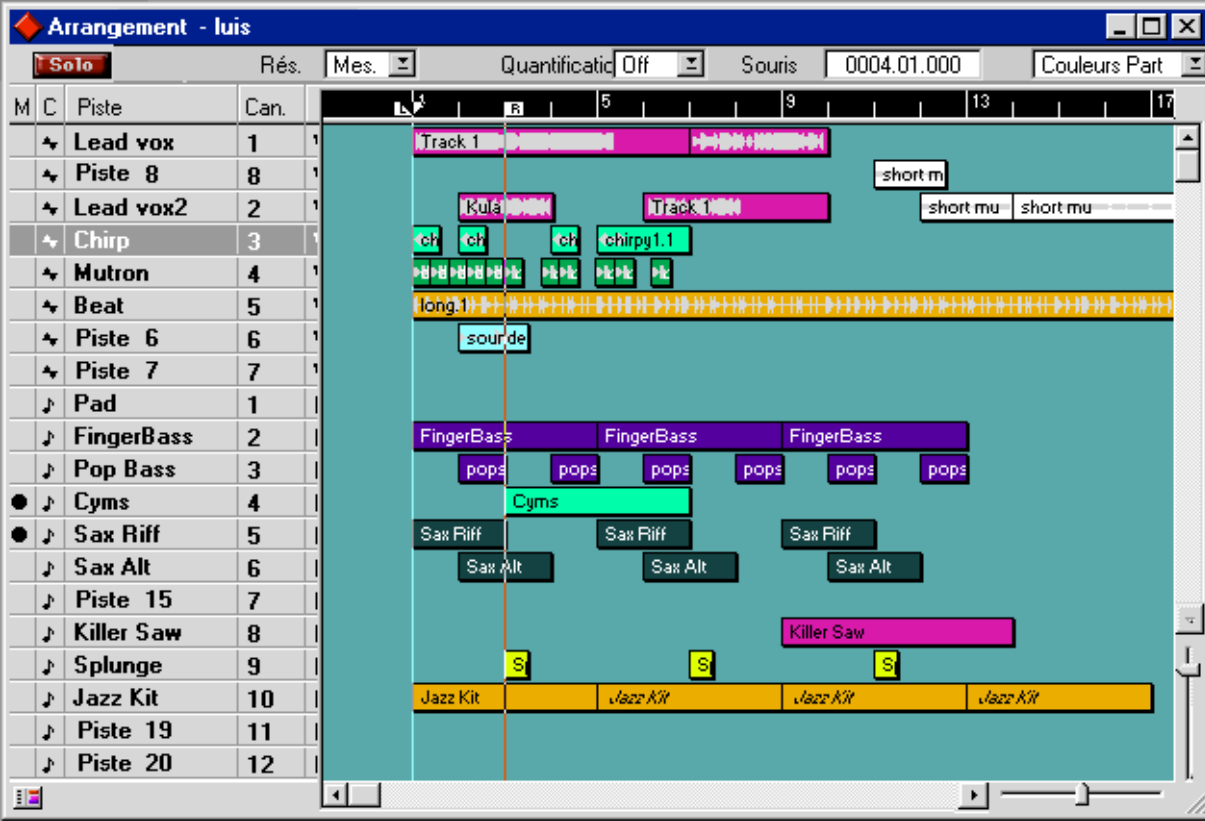 Arrangement - luis
Solo Rés. Mes. Quantificatic Off Souris 0004.01.000 Couleurs Part
M C Piste Can. L 1 R 5 9 13 17
Lead vox 1 Track 1
Piste 8 8 short m
Lead vox2 2 Kula Track 1 short mu short mu
Chirp 3 ch ch ch chirpy1.1
Mutron 4
Beat 5 long.1
Piste 6 6 sounde
Piste 7 7
Pad 1
FingerBass 2 FingerBass FingerBass FingerBass
Pop Bass 3 pops pops pops pops pops pops
Cyms 4 Cyms
Sax Riff 5 Sax Riff Sax Riff Sax Riff
Sax Alt 6 Sax Alt Sax Alt Sax Alt
Piste 15 7
Killer Saw 8 Killer Saw
Splunge 9 S S S
Jazz Kit 10 Jazz Kit Jazz Kit Jazz Kit Jazz Kit
Piste 19 11
Piste 20 12